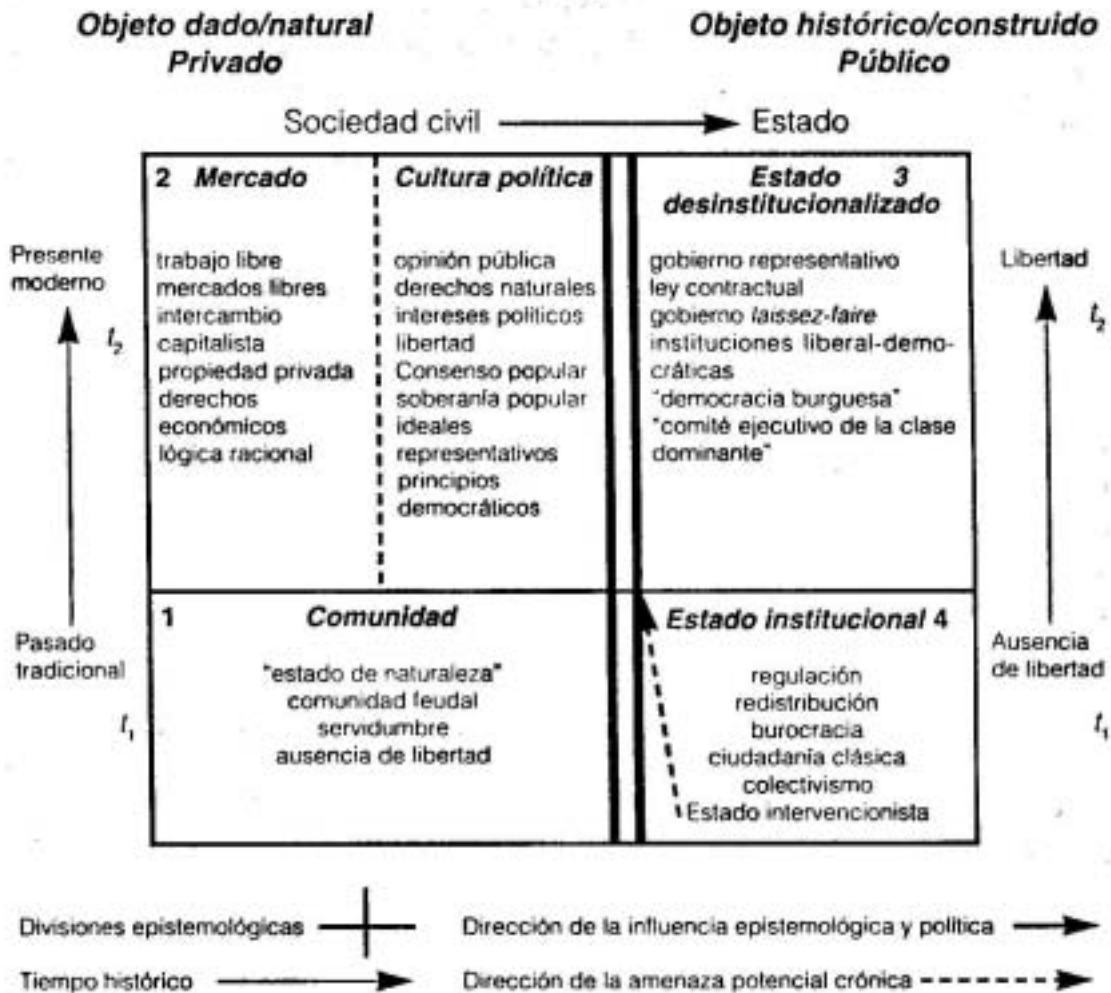 Objeto dado/natural
Privado
Objeto histórico/construido
Público
Sociedad civil
Estado
2 Mercado
trabajo libre
mercados libres
intercambio
capitalista
propiedad privada
derechos
económicos
lógica racional
Cultura política
opinión pública
derechos naturales
intereses políticos
libertad
Consenso popular
soberanía popular
ideales
representativos
principios
democráticos
Estado 3
desinstitucionalizado
gobierno representativo
ley contractual
gobierno laissez-faire
instituciones liberal-demo-
cráticas
"democracia burguesa"
"comité ejecutivo de la clase
dominante"
Presente
moderno
t₂
Pasado
tradicional
t₁
Libertad
t₂
Ausencia
de libertad
t₁
1 Comunidad
"estado de naturaleza"
comunidad feudal
servidumbre
ausencia de libertad
Estado institucional 4
regulación
redistribución
burocracia
ciudadanía clásica
colectivismo
Estado intervencionista
Divisiones epistemológicas
Dirección de la influencia epistemológica y política
Tiempo histórico
Dirección de la amenaza potencial crónica